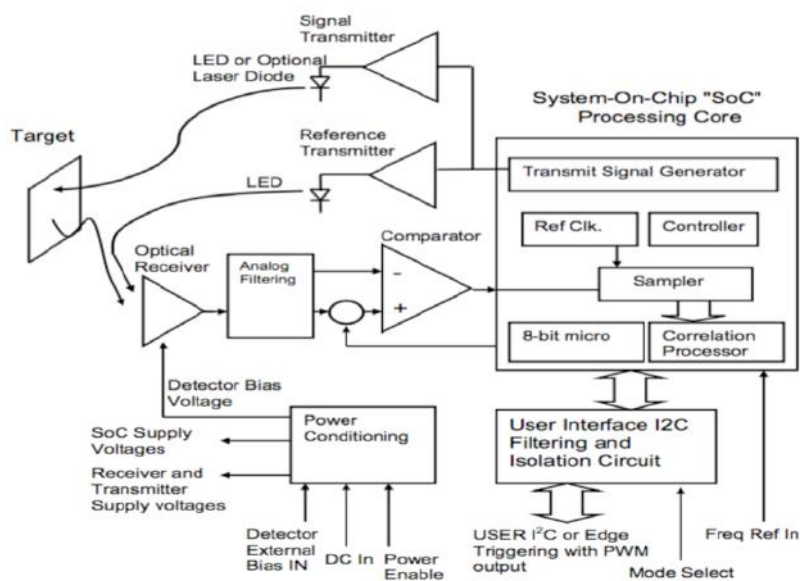 Signal
Transmitter
LED or Optional
Laser Diode
System-On-Chip "SoC"
Processing Core
Target
Reference
Transmitter
Transmit Signal Generator
LED
Optical
Receiver
Analog
Filtering
Comparator
-
+
Ref Clk.
Controller
Sampler
8-bit micro
Correlation
Processor
Detector Bias
Voltage
SoC Supply
Voltages
Receiver and
Transmitter
Supply voltages
Power
Conditioning
User Interface I2C
Filtering and
Isolation Circuit
Detector
External
Bias IN
DC In
Power
Enable
USER I²C or Edge
Triggering with PWM
output
Mode Select
Freq Ref In